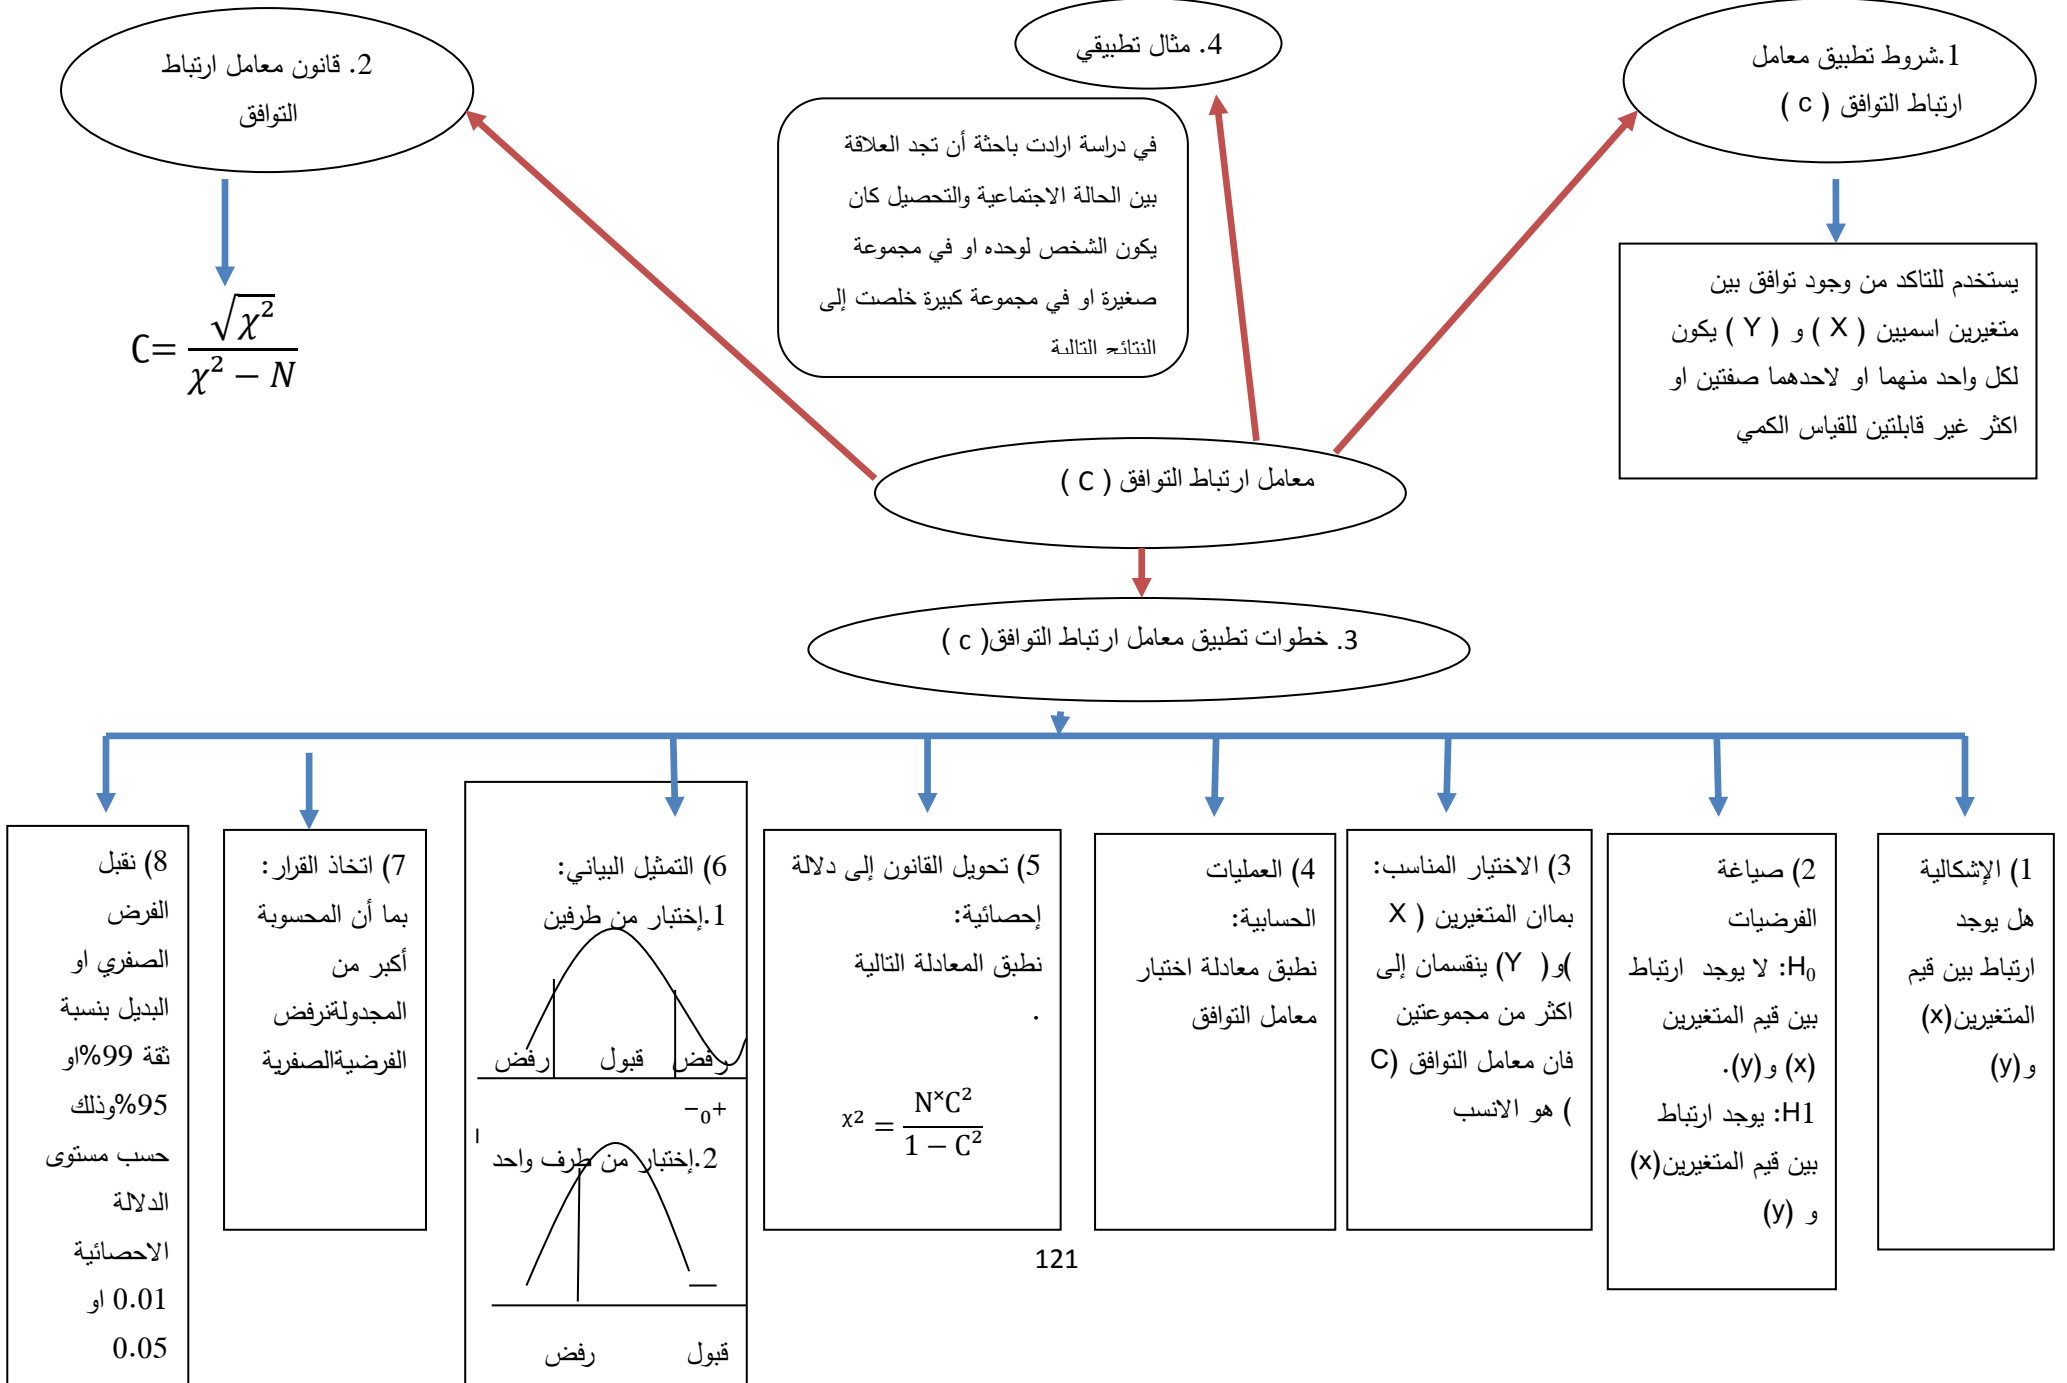 1.شروط تطبيق معامل
ارتباط التوافق ( c )
4. مثال تطبيقي
2. قانون معامل ارتباط
التوافق
يستخدم للتاكد من وجود توافق بين
متغيرين اسميين ( X ) و ( Y ) يكون
لكل واحد منهما او لاحدهما صفتين او
اكثر غير قابلتين للقياس الكمي
في دراسة ارادت باحثة أن تجد العلاقة
بين الحالة الاجتماعية والتحصيل كان
يكون الشخص لوحده او في مجموعة
صغيرة او في مجموعة كبيرة خلصت إلى
النتائج التالية
C= √χ² / χ² − N
معامل ارتباط التوافق ( C )
3. خطوات تطبيق معامل ارتباط التوافق( c )
1) الإشكالية
هل يوجد
ارتباط بين قيم
المتغيرين(x)
و(y)
2) صياغة
الفرضيات
H₀: لا يوجد ارتباط
بين قيم المتغيرين
(x) و(y).
H1: يوجد ارتباط
بين قيم المتغيرين(x)
و (y)
3) الاختيار المناسب:
بماان المتغيرين ( X
)و( Y) ينقسمان إلى
اكثر من مجموعتين
فان معامل التوافق (C
) هو الانسب
4) العمليات
الحسابية:
نطبق معادلة اختبار
معامل التوافق
5) تحويل القانون إلى دلالة
إحصائية:
نطبق المعادلة التالية
.
χ² = N×C² / 1 − C²
6) التمثيل البياني:
1.إختبار من طرفين
رفض قبول رفض
−₀+
2.إختبار من طرف واحد
قبول رفض
7) اتخاذ القرار:
بما أن المحسوبة
أكبر من
المجدولةنرفض
الفرضيةالصفرية
8) نقبل
الفرض
الصفري او
البديل بنسبة
ثقة 99%او
95%وذلك
حسب مستوى
الدلالة
الاحصائية
0.01 او
0.05
121